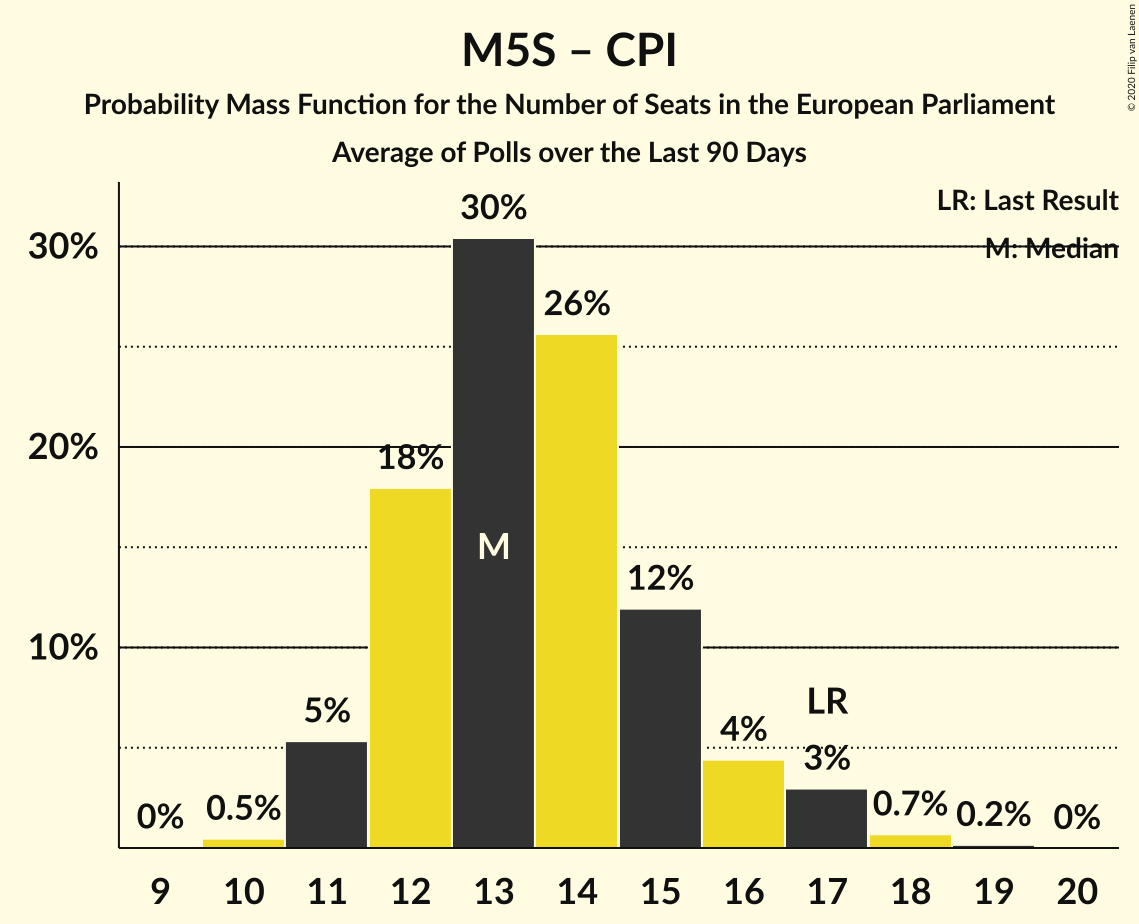 M5S – CPI
Probability Mass Function for the Number of Seats in the European Parliament
Average of Polls over the Last 90 Days
© 2020 Filip van Laenen
LR: Last Result
M: Median
30%
20%
10%
0%
0.5%
5%
18%
30%
M
26%
12%
4%
LR
3%
0.7%
0.2%
0%
9 10 11 12 13 14 15 16 17 18 19 20